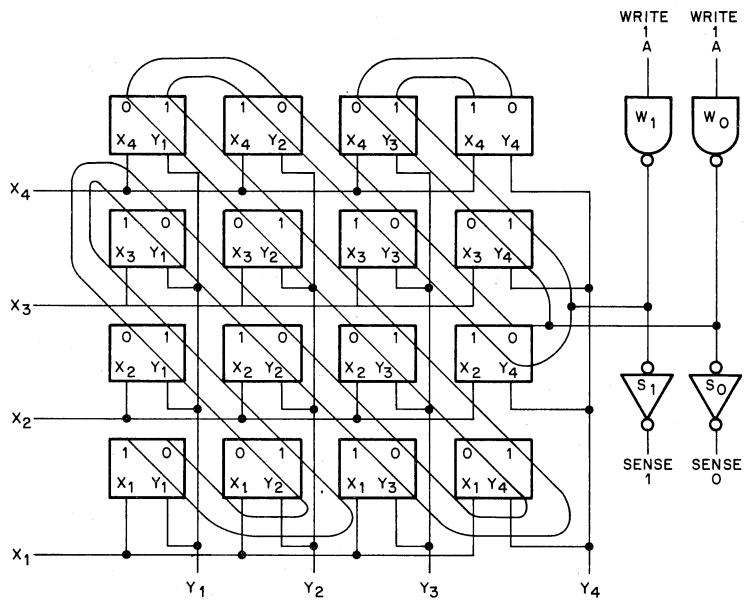 WRITE WRITE
1 1
A A
W₁ W₀
0 1 1 0 0 1 1 0
X₄ Y₁ X₄ Y₂ X₄ Y₃ X₄ Y₄
X₄
1 0 0 1 1 0 0 1
X₃ Y₁ X₃ Y₂ X₃ Y₃ X₃ Y₄
X₃
0 1 1 0 0 1 1 0
X₂ Y₁ X₂ Y₂ X₂ Y₃ X₂ Y₄
S₁ S₀
X₂
1 0 0 1 1 0 0 1
X₁ Y₁ X₁ Y₂ X₁ Y₃ X₁ Y₄
SENSE SENSE
1 0
X₁
Y₁ Y₂ Y₃ Y₄